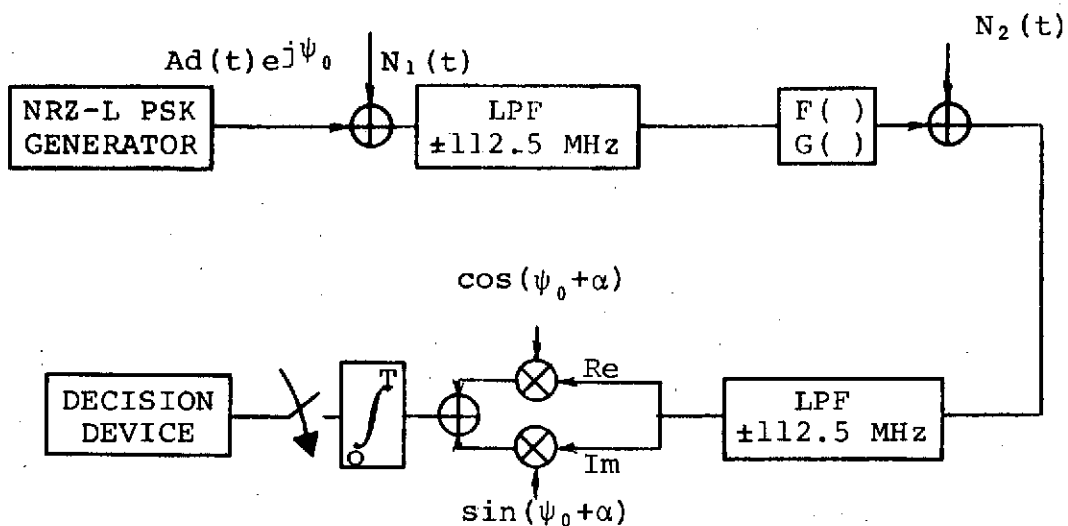 N₂(t)
Ad(t)e^jψ₀
N₁(t)
NRZ-L PSK
GENERATOR
LPF
±112.5 MHz
F( )
G( )
cos(ψ₀+α)
DECISION
DEVICE
T
∫
O
Re
Im
LPF
±112.5 MHz
sin(ψ₀+α)